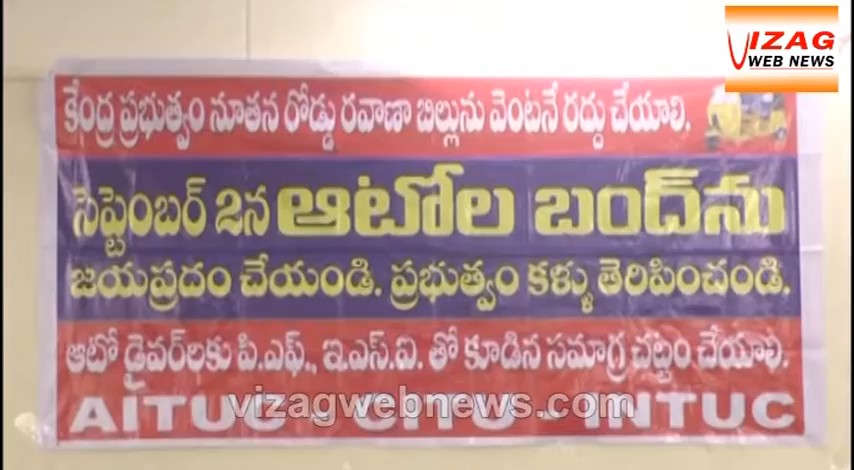 VIZAG
WEB NEWS
కేంద్ర ప్రభుత్వం నూతన రోడ్డు రవాణా బిల్లును వెంటనే రద్దు చేయాలి.
సెప్టెంబర్ 2న ఆటోల బంద్‌ను
జయప్రదం చేయండి. ప్రభుత్వం కళ్ళు తెరిపించండి.
ఆటో డ్రైవర్‌లకు పి.ఎఫ్., ఇ.ఎస్.ఐ. తో కూడిన సమగ్ర చట్టం చేయాలి.
AITUC - CITU - INTUC
vizagwebnews.com